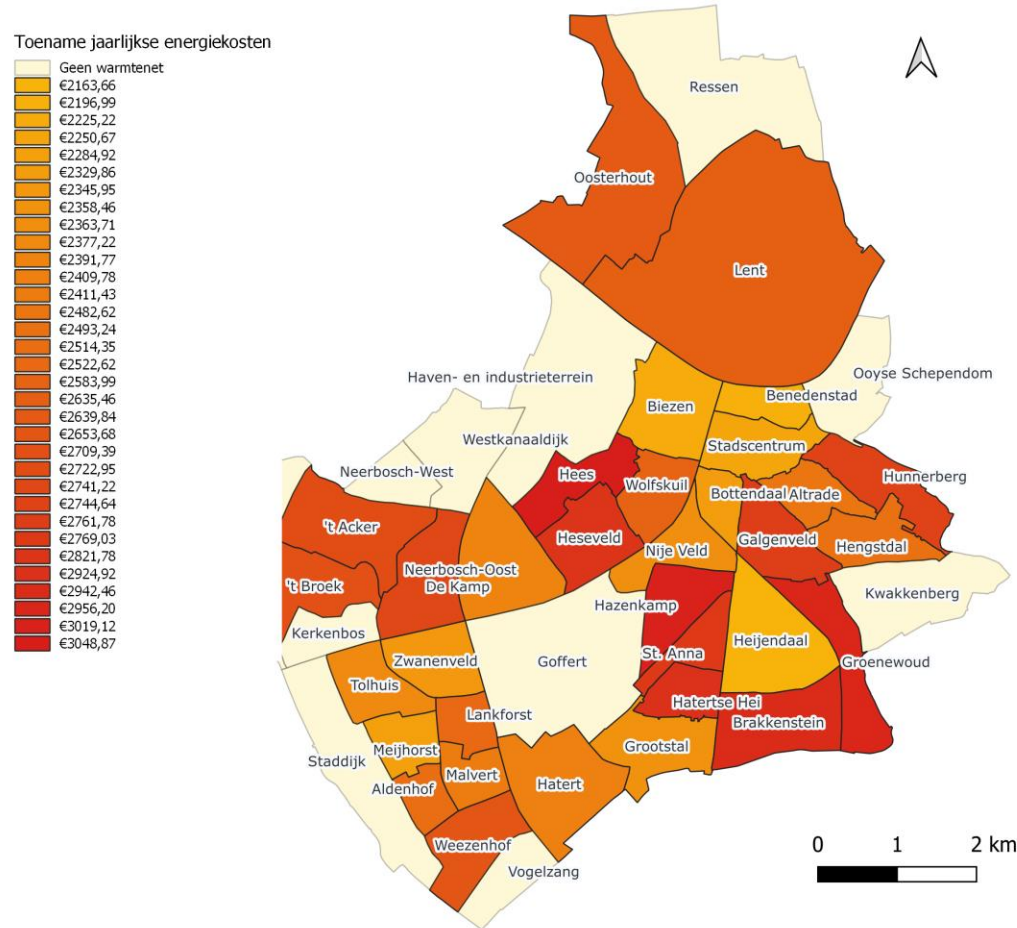 Toename jaarlijkse energiekosten
Geen warmtenet
€2163,66
€2196,99
€2225,22
€2250,67
€2284,92
€2329,86
€2345,95
€2358,46
€2363,71
€2377,22
€2391,77
€2409,78
€2411,43
€2482,62
€2493,24
€2514,35
€2522,62
€2583,99
€2635,46
€2639,84
€2653,68
€2709,39
€2722,95
€2741,22
€2744,64
€2761,78
€2769,03
€2821,78
€2924,92
€2942,46
€2956,20
€3019,12
€3048,87
Ressen
Oosterhout
Lent
Haven- en industrieterrein
Ooyse Schependom
Benedenstad
Biezen
Westkanaaldijk
Stadscentrum
Neerbosch-West
Hees
Wolfskuil
Hunnerberg
Bottendaal
Altrade
't Acker
Heseveld
Nije Veld
Galgenveld
Hengstdal
Neerbosch-Oost
De Kamp
't Broek
Kwakkenberg
Hazenkamp
Kerkenbos
Heijendaal
St. Anna
Zwanenveld
Goffert
Groenewoud
Tolhuis
Hatertse Hei
Lankforst
Brakkenstein
Meijhorst
Grootstal
Staddijk
Malvert
Hatert
Aldenhof
Weezenhof
Vogelzang
0 1 2 km